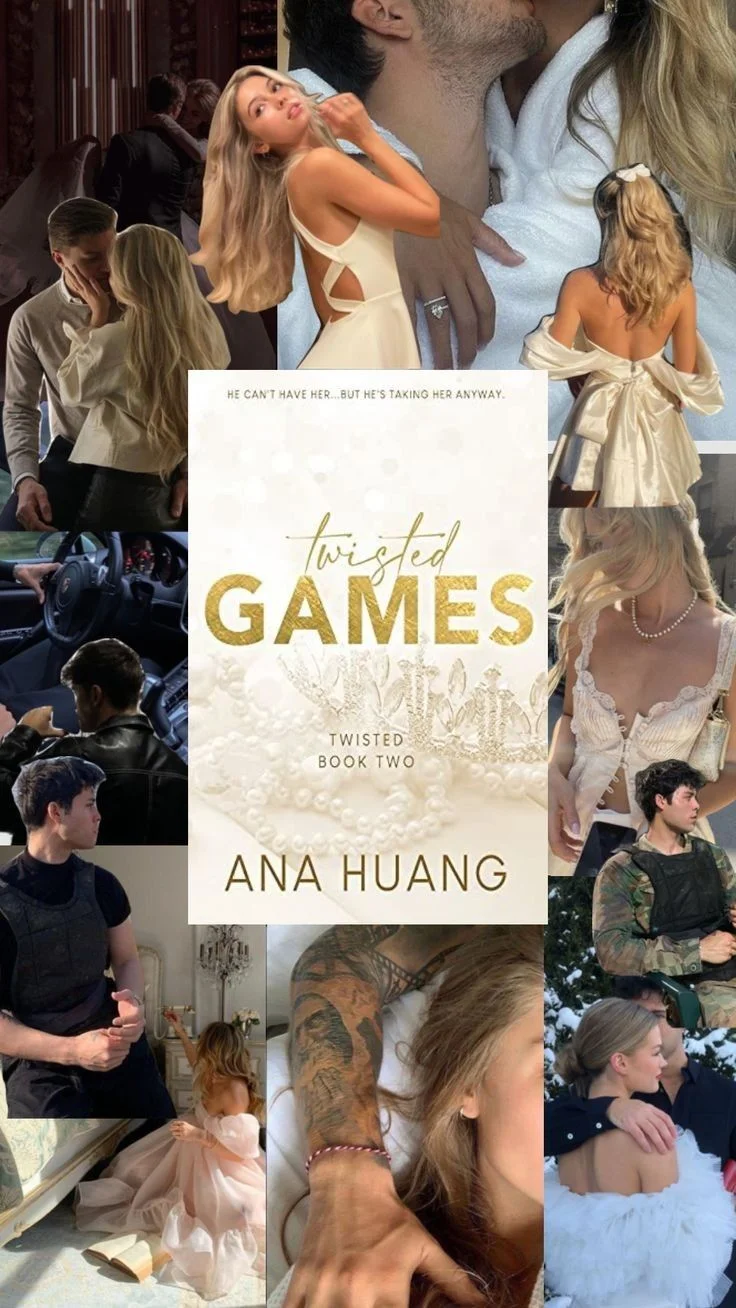 HE CAN'T HAVE HER...BUT HE'S TAKING HER ANYWAY.
twisted
GAMES
TWISTED
BOOK TWO
ANA HUANG